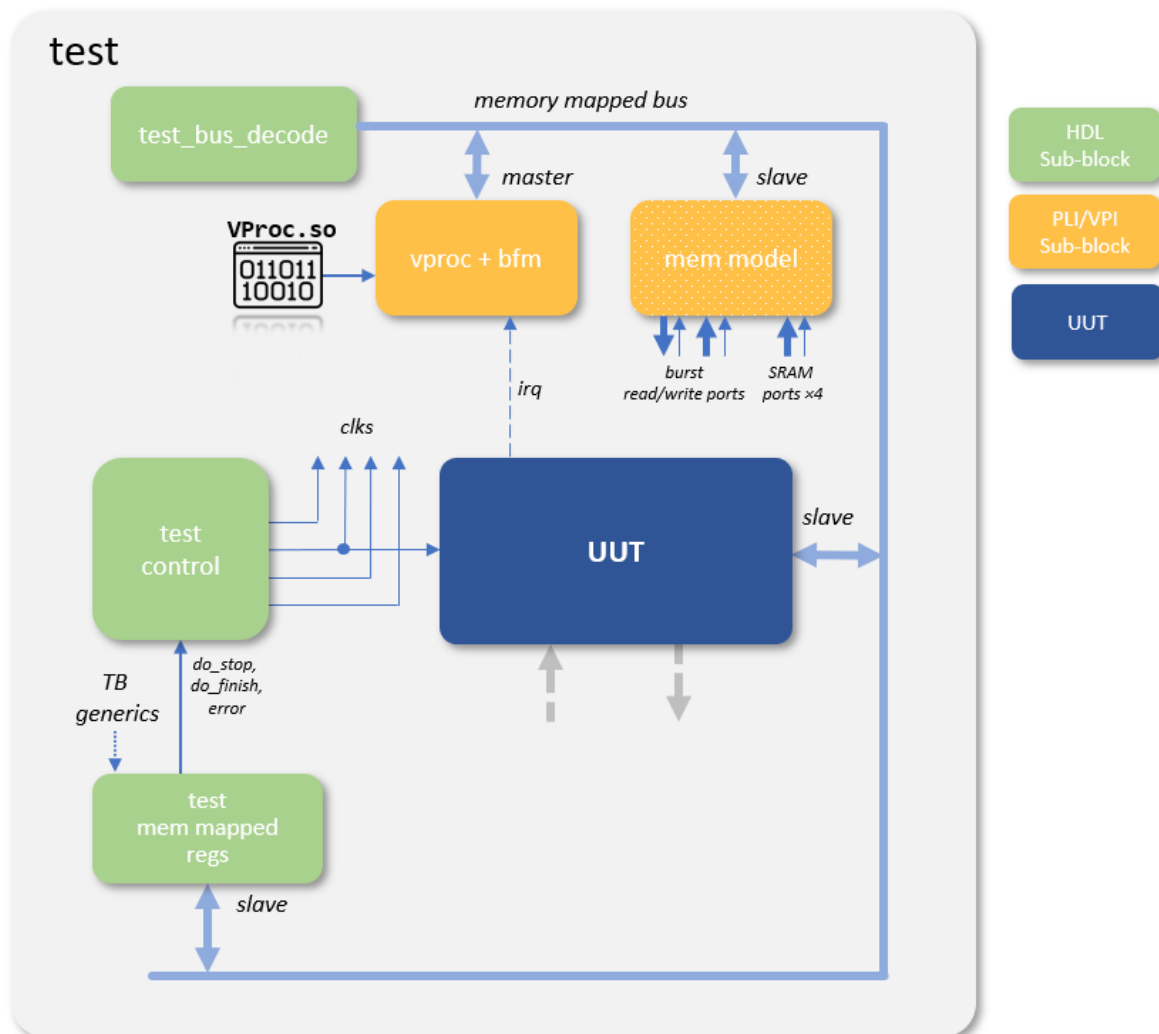 test
memory mapped bus
test_bus_decode
master
slave
VProc.so
011011
10010
vproc + bfm
mem model
burst
read/write ports
SRAM
ports ×4
irq
clks
test
control
UUT
slave
do_stop,
do_finish,
error
TB
generics
test
mem mapped
regs
slave
HDL
Sub-block
PLI/VPI
Sub-block
UUT